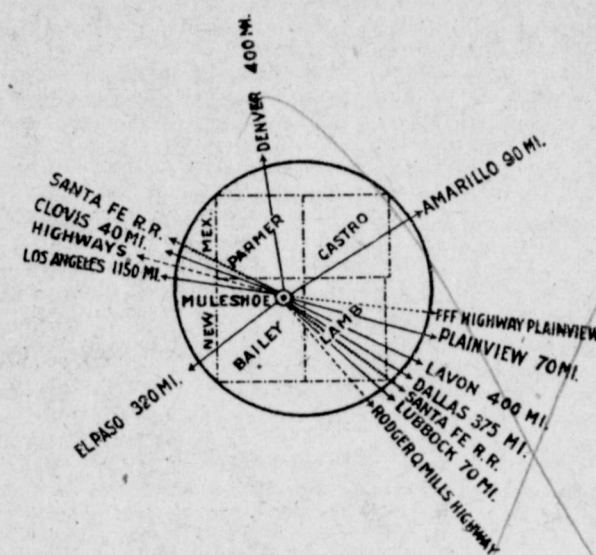 DENVER 400 MI.
AMARILLO 90 MI.
SANTA FE R.R.
CLOVIS 40 MI.
HIGHWAYS
LOS ANGELES 1150 MI.
NEW MEX.
PARMER
CASTRO
MULESHOE
BAILEY
LAMB
FFF HIGHWAY PLAINVIEW
PLAINVIEW 70 MI.
LAVON 400 MI.
DALLAS 375 MI.
SANTA FE R.R.
LUBBOCK 70 MI.
RODGERQMILLS HIGHWAY
EL PASO 320 MI.